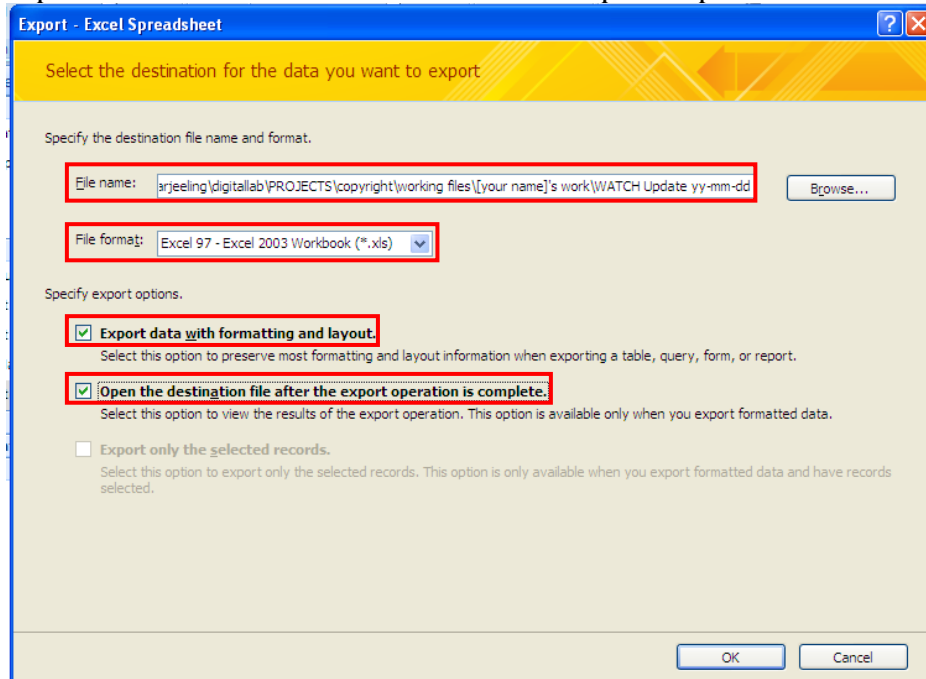 Export - Excel Spreadsheet
Select the destination for the data you want to export
Specify the destination file name and format.
File name: arjeeling\digitallab\PROJECTS\copyright\working files\[your name]'s work\WATCH Update yy-mm-dd Browse...
File format: Excel 97 - Excel 2003 Workbook (*.xls)
Specify export options.
Export data with formatting and layout.
Select this option to preserve most formatting and layout information when exporting a table, query, form, or report.
Open the destination file after the export operation is complete.
Select this option to view the results of the export operation. This option is available only when you export formatted data.
Export only the selected records.
Select this option to export only the selected records. This option is only available when you export formatted data and have records
selected.
OK Cancel